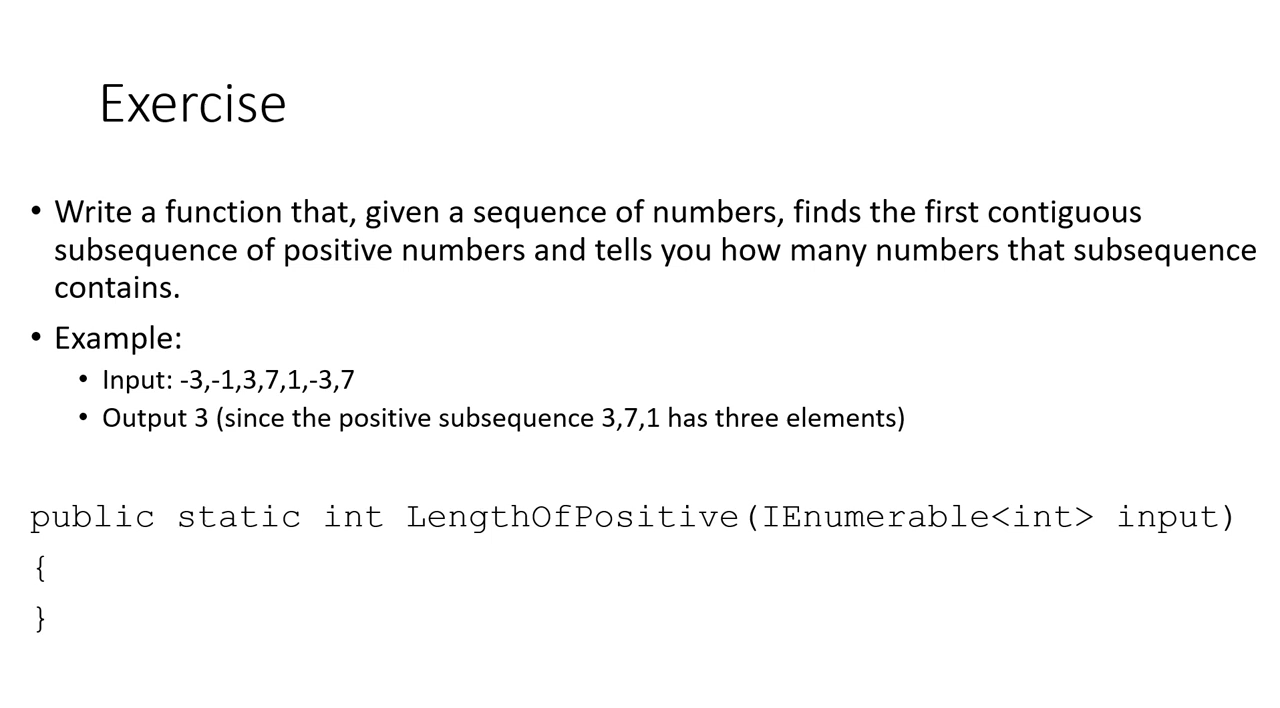 Exercise
• Write a function that, given a sequence of numbers, finds the first contiguous
subsequence of positive numbers and tells you how many numbers that subsequence
contains.
• Example:
• Input: -3,-1,3,7,1,-3,7
• Output 3 (since the positive subsequence 3,7,1 has three elements)
public static int LengthOfPositive(IEnumerable<int> input)
{
}